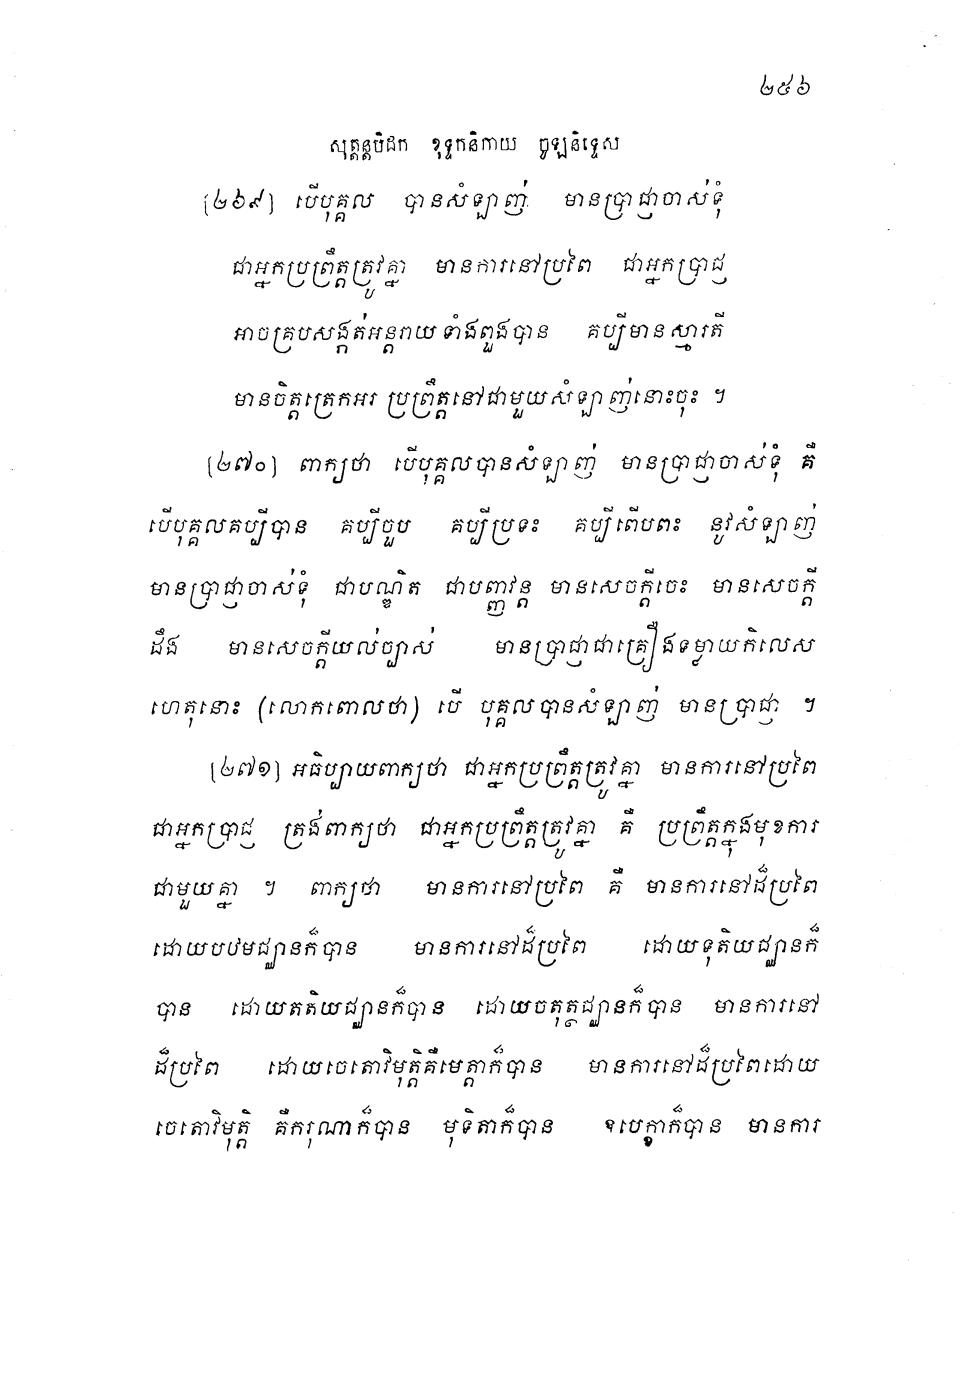 ២៥៦
សុត្តន្តបិដក ខុទ្ទកនិកាយ ចូឡនិទ្ទេស
[២៦៩] បើបុគ្គល បានសំឡាញ់ មានប្រាជ្ញាចាស់ទុំ
ជាអ្នកប្រព្រឹត្តត្រូវគ្នា មានការនៅប្រពៃ ជាអ្នកប្រាជ្ញ
អាចគ្របសង្កត់អន្តរាយទាំងពួងបាន គប្បីមានស្មារតី
មានចិត្តត្រេកអរ ប្រព្រឹត្តនៅជាមួយសំឡាញ់នោះចុះ ។
[២៧០] ពាក្យថា បើបុគ្គលបានសំឡាញ់ មានប្រាជ្ញាចាស់ទុំ គឺ
បើបុគ្គលគប្បីបាន គប្បីចួប គប្បីប្រទះ គប្បីពើបពះ នូវសំឡាញ់
មានប្រាជ្ញាចាស់ទុំ ជាបណ្ឌិត ជាបញ្ញវន្ត មានសេចក្តីចេះ មានសេចក្តី
ដឹង មានសេចក្តីយល់ច្បាស់ មានប្រាជ្ញាជាគ្រឿងទម្លាយកិលេស
ហេតុនោះ (លោកពោលថា) បើ បុគ្គលបានសំឡាញ់ មានប្រាជ្ញា ។
[២៧១] អធិប្បាយពាក្យថា ជាអ្នកប្រព្រឹត្តត្រូវគ្នា មានការនៅប្រពៃ
ជាអ្នកប្រាជ្ញ ត្រង់ពាក្យថា ជាអ្នកប្រព្រឹត្តត្រូវគ្នា គឺ ប្រព្រឹត្តក្នុងមុខការ
ជាមួយគ្នា ។ ពាក្យថា មានការនៅប្រពៃ គឺ មានការនៅដ៏ប្រពៃ
ដោយបឋមជ្ឈានក៏បាន មានការនៅដ៏ប្រពៃ ដោយទុតិយជ្ឈានក៏
បាន ដោយតតិយជ្ឈានក៏បាន ដោយចតុត្ថជ្ឈានក៏បាន មានការនៅ
ដ៏ប្រពៃ ដោយចេតោវិមុត្តិគឺមេត្តាក៏បាន មានការនៅដ៏ប្រពៃដោយ
ចេតោវិមុត្តិ គឺករុណាក៏បាន មុទិតាក៏បាន ឧបេក្ខាក៏បាន មានការ